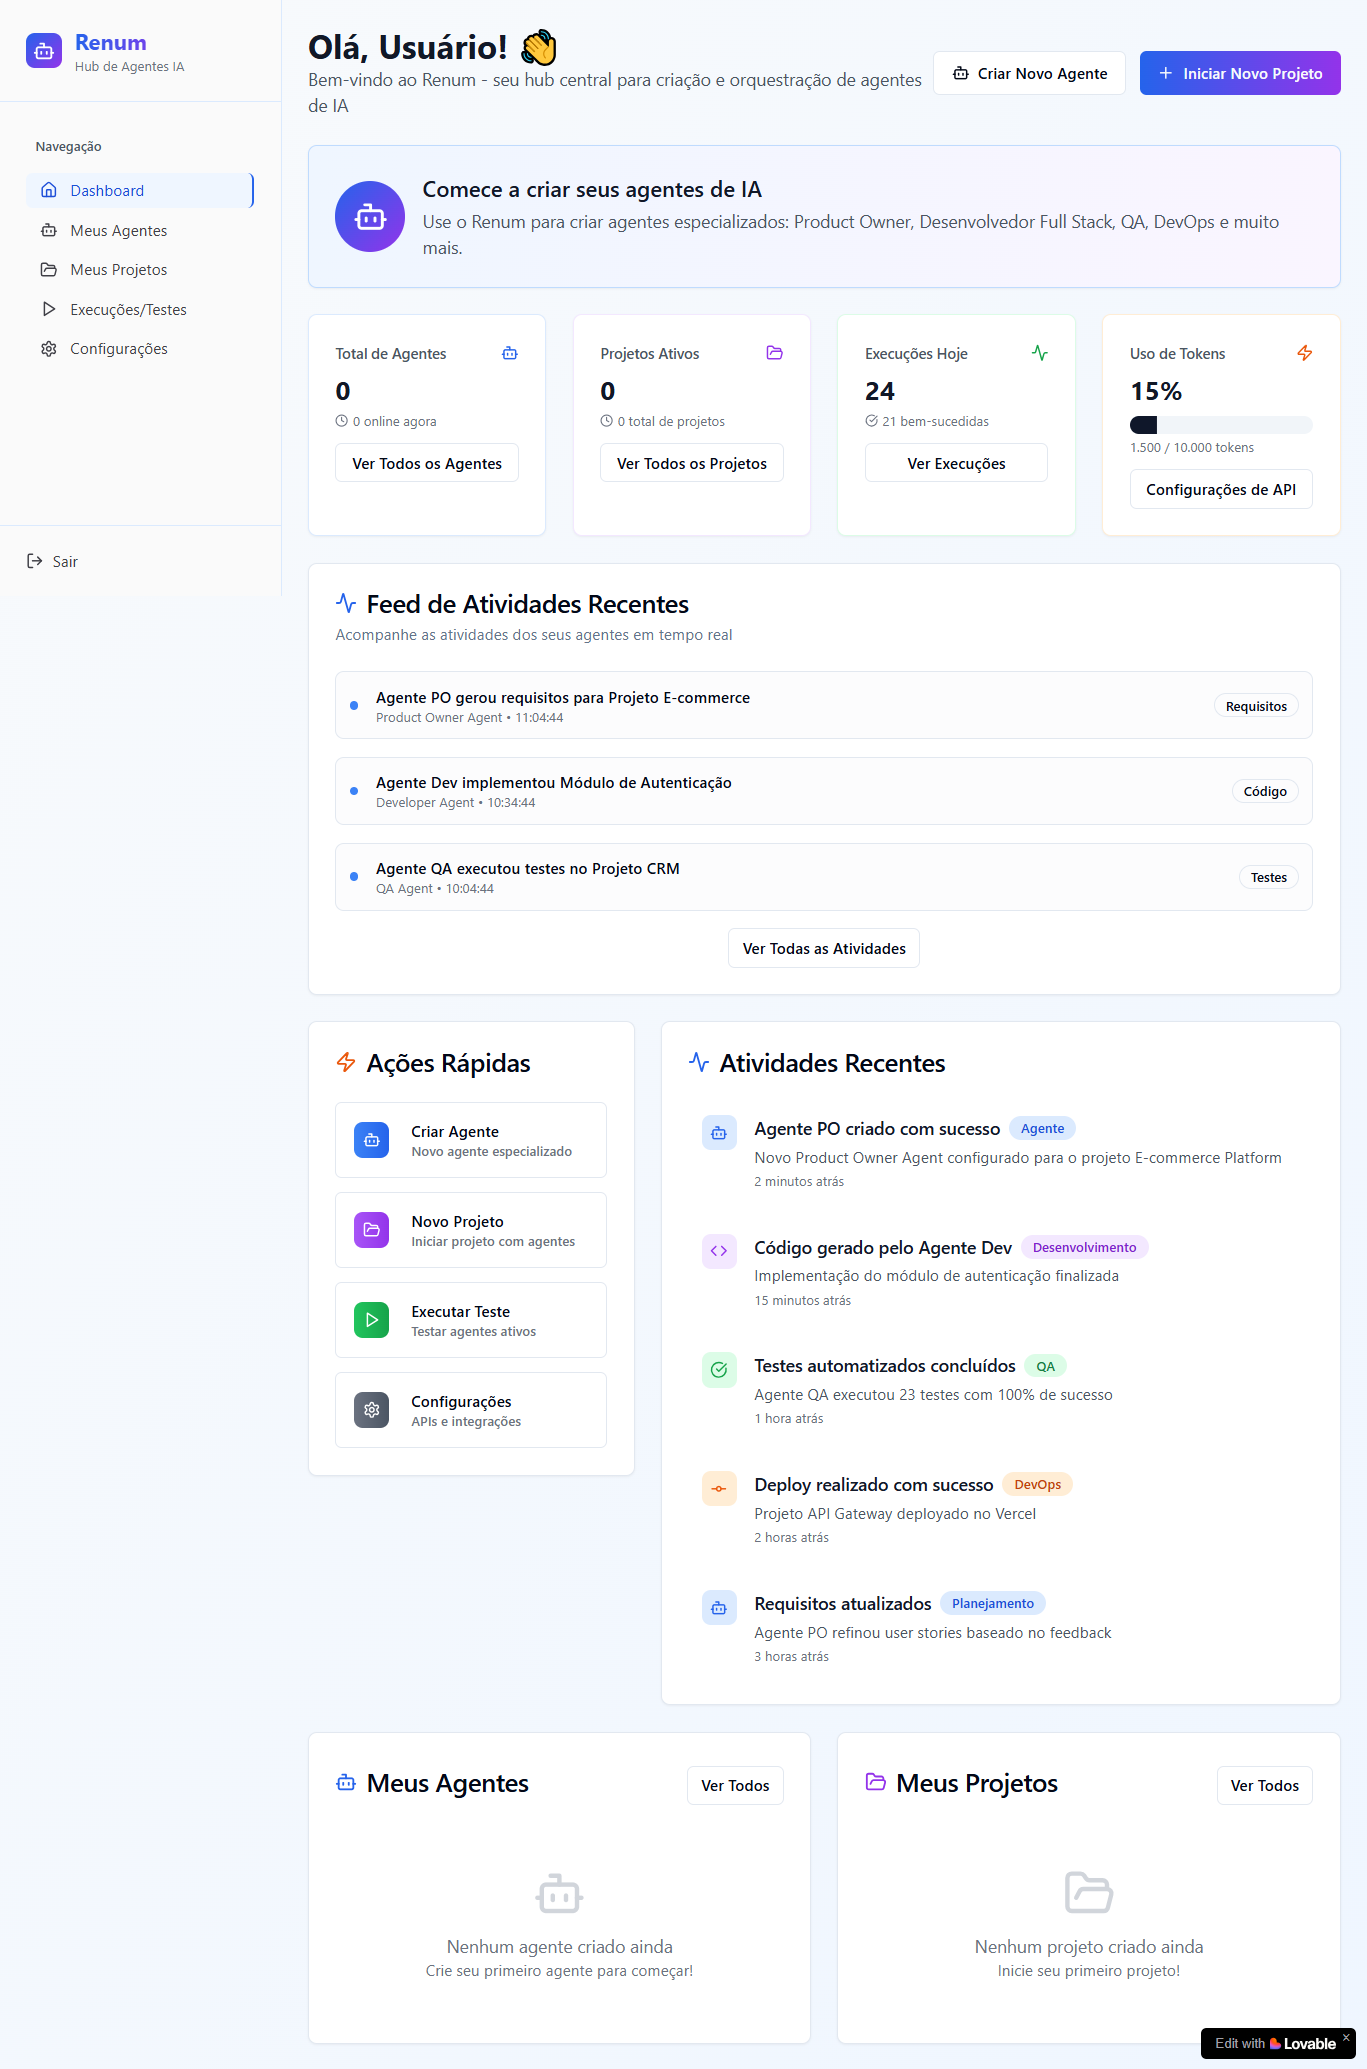 Renum
Hub de Agentes IA
Navegação
Dashboard
Meus Agentes
Meus Projetos
Execuções/Testes
Configurações
Sair
Olá, Usuário! 👋
Bem-vindo ao Renum - seu hub central para criação e orquestração de agentes
de IA
Criar Novo Agente
Iniciar Novo Projeto
Comece a criar seus agentes de IA
Use o Renum para criar agentes especializados: Product Owner, Desenvolvedor Full Stack, QA, DevOps e muito
mais.
Total de Agentes
0
0 online agora
Ver Todos os Agentes
Projetos Ativos
0
0 total de projetos
Ver Todos os Projetos
Execuções Hoje
24
21 bem-sucedidas
Ver Execuções
Uso de Tokens
15%
1.500 / 10.000 tokens
Configurações de API
Feed de Atividades Recentes
Acompanhe as atividades dos seus agentes em tempo real
Agente PO gerou requisitos para Projeto E-commerce
Product Owner Agent • 11:04:44
Requisitos
Agente Dev implementou Módulo de Autenticação
Developer Agent • 10:34:44
Código
Agente QA executou testes no Projeto CRM
QA Agent • 10:04:44
Testes
Ver Todas as Atividades
Ações Rápidas
Criar Agente
Novo agente especializado
Novo Projeto
Iniciar projeto com agentes
Executar Teste
Testar agentes ativos
Configurações
APIs e integrações
Atividades Recentes
Agente PO criado com sucesso Agente
Novo Product Owner Agent configurado para o projeto E-commerce Platform
2 minutos atrás
Código gerado pelo Agente Dev Desenvolvimento
Implementação do módulo de autenticação finalizada
15 minutos atrás
Testes automatizados concluídos QA
Agente QA executou 23 testes com 100% de sucesso
1 hora atrás
Deploy realizado com sucesso DevOps
Projeto API Gateway deployado no Vercel
2 horas atrás
Requisitos atualizados Planejamento
Agente PO refinou user stories baseado no feedback
3 horas atrás
Meus Agentes
Ver Todos
Nenhum agente criado ainda
Crie seu primeiro agente para começar!
Meus Projetos
Ver Todos
Nenhum projeto criado ainda
Inicie seu primeiro projeto!
Edit with Lovable ×